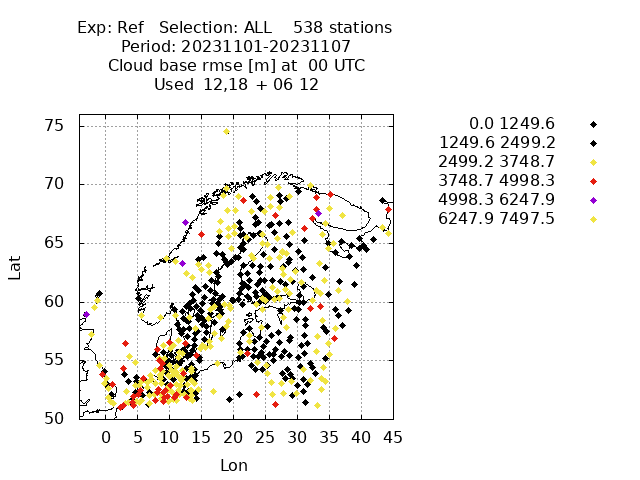 Exp: Ref Selection: ALL 538 stations
Period: 20231101-20231107
Cloud base rmse [m] at 00 UTC
Used 12,18 + 06 12
0.0 1249.6
1249.6 2499.2
2499.2 3748.7
3748.7 4998.3
4998.3 6247.9
6247.9 7497.5
75
70
65
60
55
50
Lat
0 5 10 15 20 25 30 35 40 45
Lon